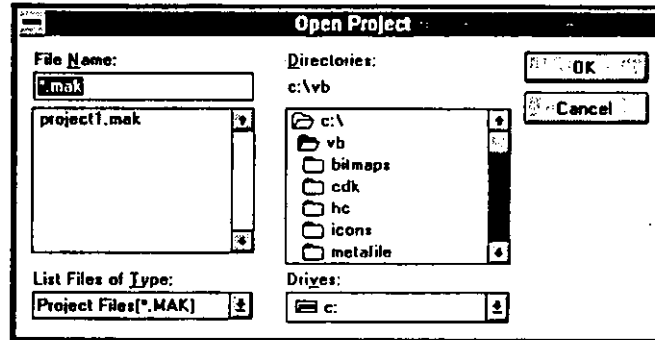 Open Project
File Name:
*.mak
project1.mak
List Files of Type:
Project Files[*.MAK]
Directories:
c:\vb
c:\
vb
bitmaps
cdk
hc
icons
metafile
Drives:
c:
OK
Cancel